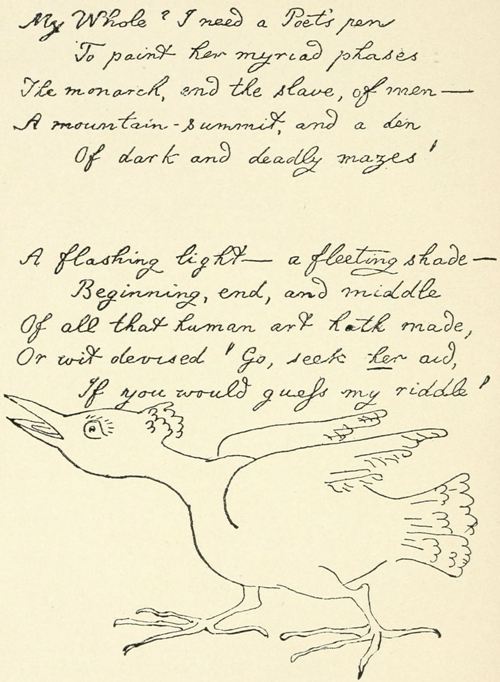 My Whole? I need a Poet's pen
To paint her myriad phases
The monarch, and the slave, of men—
A mountain-summit, and a den
Of dark and deadly mazes!
A flashing light— a fleeting shade—
Beginning, end, and middle
Of all that human art hath made,
Or wit devised! Go, seek her aid,
If you would guess my riddle!